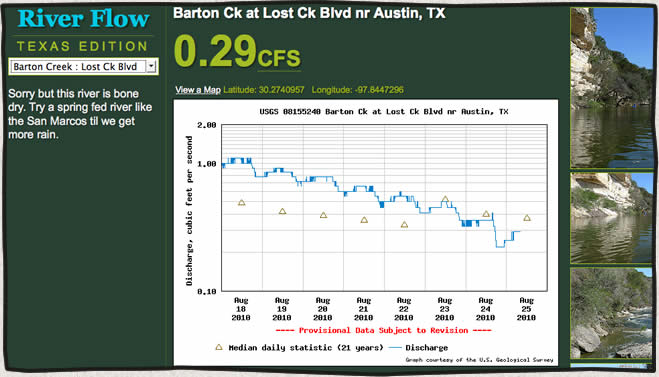 River Flow
TEXAS EDITION
Barton Creek : Lost Ck Blvd
Sorry but this river is bone
dry. Try a spring fed river like
the San Marcos til we get
more rain.
Barton Ck at Lost Ck Blvd nr Austin, TX
0.29CFS
View a Map Latitude: 30.2740957 Longitude: -97.8447296
USGS 08155240 Barton Ck at Lost Ck Blvd nr Austin, TX
Discharge, cubic feet per second
2.00
1.00
0.10
Aug 18 2010
Aug 19 2010
Aug 20 2010
Aug 21 2010
Aug 22 2010
Aug 23 2010
Aug 24 2010
Aug 25 2010
---- Provisional Data Subject to Revision ----
Median daily statistic (21 years)
Discharge
Graph courtesy of the U.S. Geological Survey